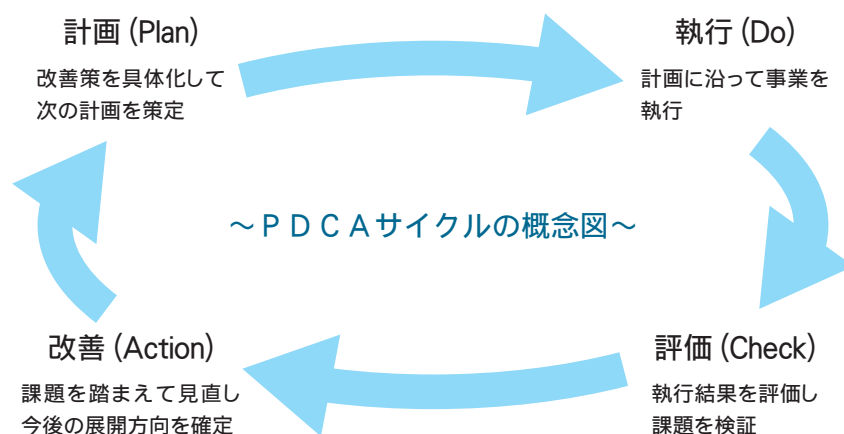 計画 (Plan)
改善策を具体化して
次の計画を策定
執行 (Do)
計画に沿って事業を
執行
～ＰＤＣＡサイクルの概念図～
改善 (Action)
課題を踏まえて見直し
今後の展開方向を確定
評価 (Check)
執行結果を評価し
課題を検証